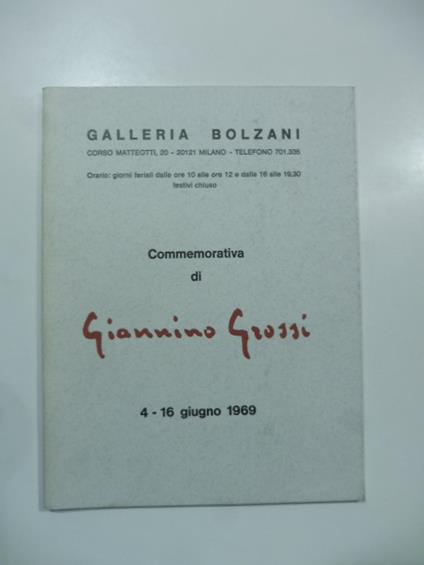 GALLERIA BOLZANI
CORSO MATTEOTTI, 20 - 20121 MILANO - TELEFONO 701.335
Orario: giorni feriali dalle ore 10 alle ore 12 e dalle 16 alle 19,30
festivi chiuso
Commemorativa
di
Giannino Grossi
4 - 16 giugno 1969